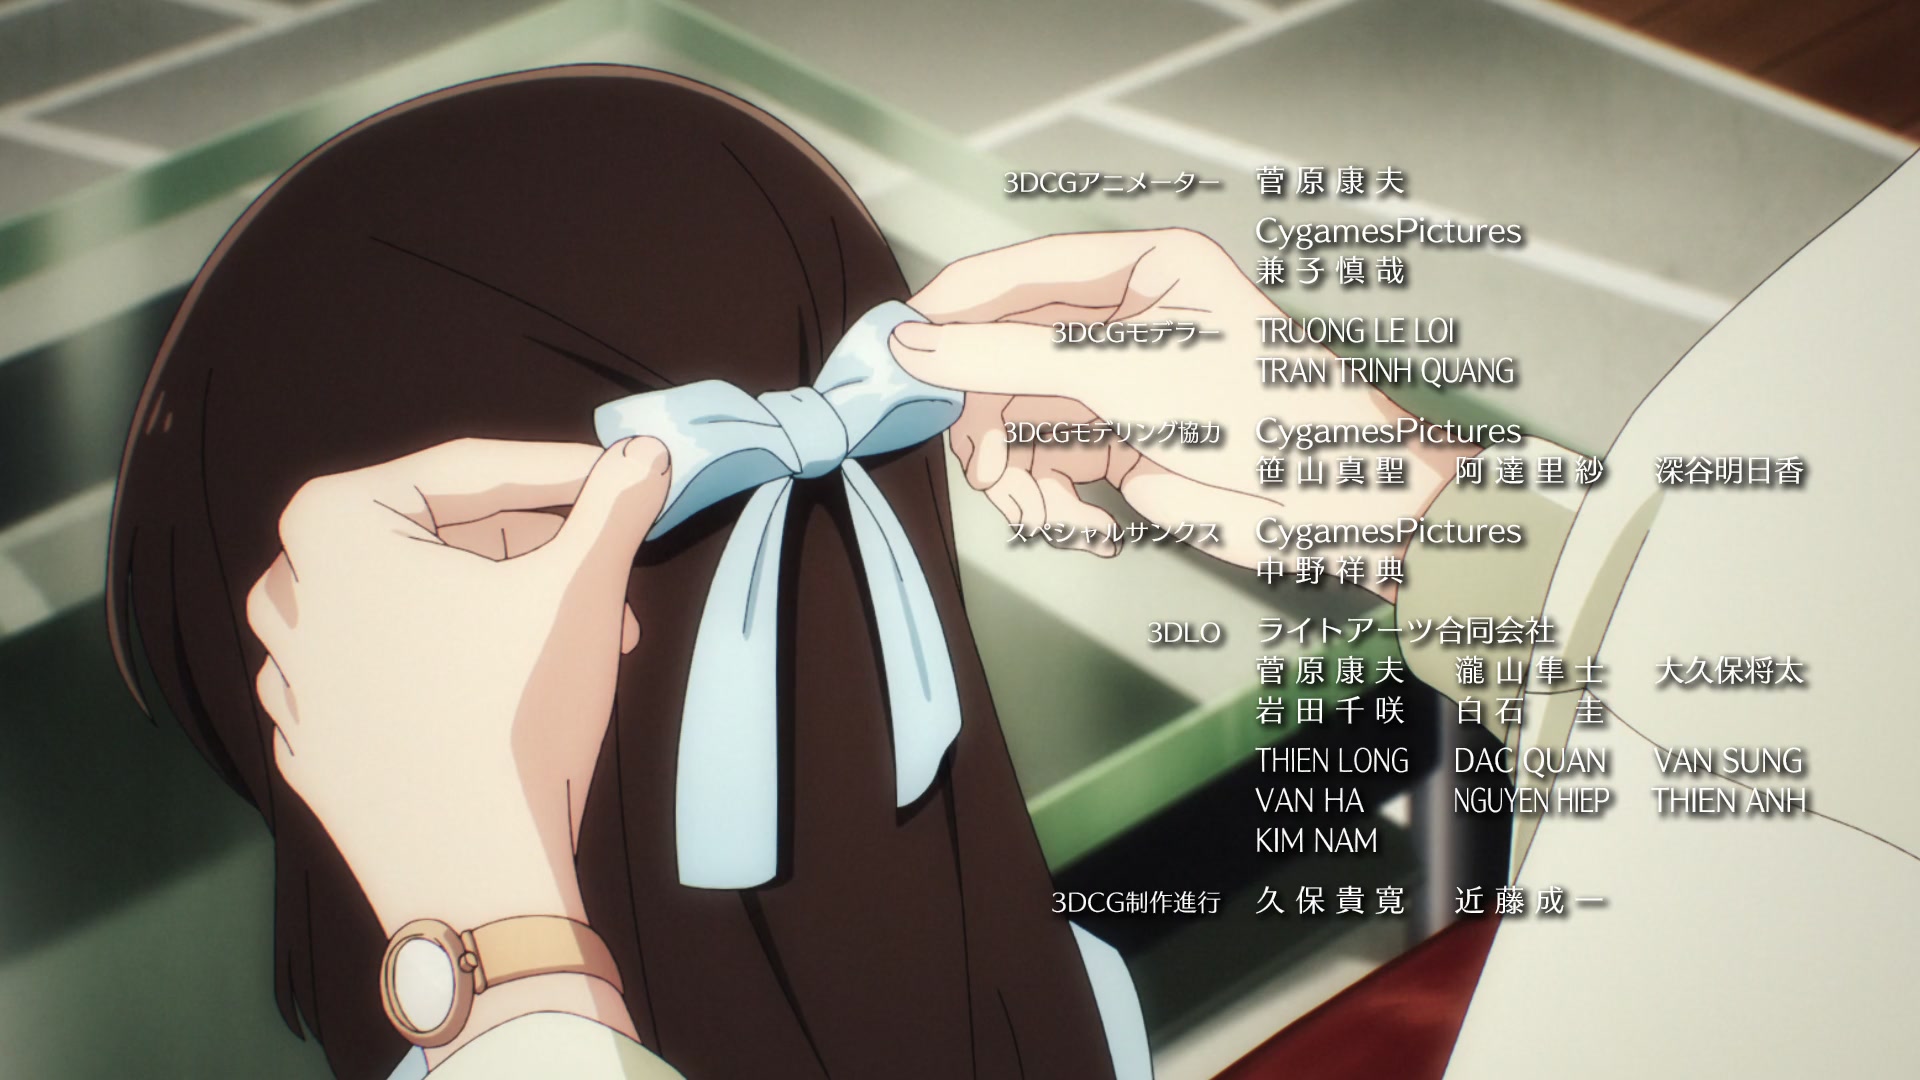 3DCGアニメーター 菅原康夫
CygamesPictures
兼子慎哉
3DCGモデラー TRUONG LE LOI
TRAN TRINH QUANG
3DCGモデリング協力 CygamesPictures
笹山真聖 阿達里紗 深谷明日香
スペシャルサンクス CygamesPictures
中野祥典
3DLO ライトアーツ合同会社
菅原康夫 瀧山隼士 大久保将太
岩田千咲 白石圭
THIEN LONG DAC QUAN VAN SUNG
VAN HA NGUYEN HIEP THIEN ANH
KIM NAM
3DCG制作進行 久保貴寛 近藤成一